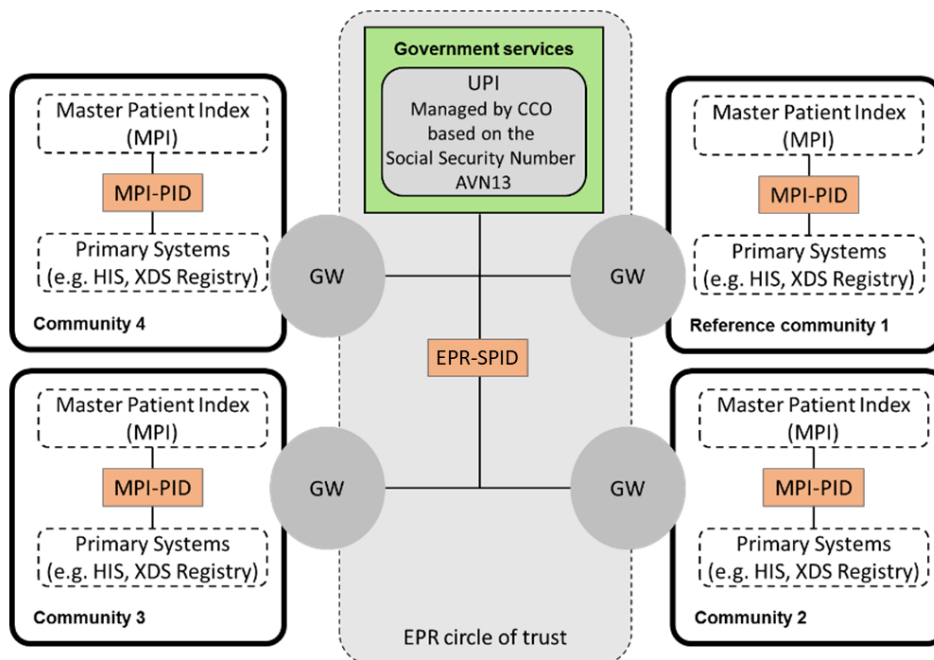 Government services
UPI
Managed by CCO
based on the
Social Security Number
AVN13
Master Patient Index
(MPI)
MPI-PID
Primary Systems
(e.g. HIS, XDS Registry)
Community 4
GW
GW
Master Patient Index
(MPI)
MPI-PID
Primary Systems
(e.g. HIS, XDS Registry)
Reference community 1
EPR-SPID
Master Patient Index
(MPI)
MPI-PID
Primary Systems
(e.g. HIS, XDS Registry)
Community 3
GW
GW
Master Patient Index
(MPI)
MPI-PID
Primary Systems
(e.g. HIS, XDS Registry)
Community 2
EPR circle of trust